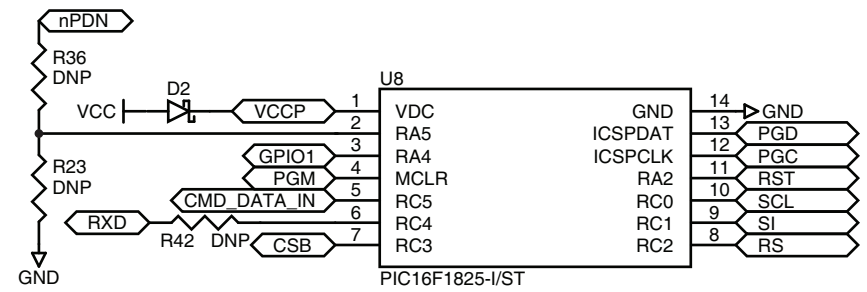 nPDN
R36
DNP
U8
D2
VCC
VCCP
1
VDC
GND
14
GND
2
RA5
ICSPDAT
13
PGD
GPIO1
3
RA4
ICSPCLK
12
PGC
R23
DNP
PGM
4
MCLR
RA2
11
RST
CMD_DATA_IN
5
RC5
RC0
10
SCL
RXD
R42 DNP
6
RC4
RC1
9
SI
CSB
7
RC3
RC2
8
RS
GND
PIC16F1825-I/ST